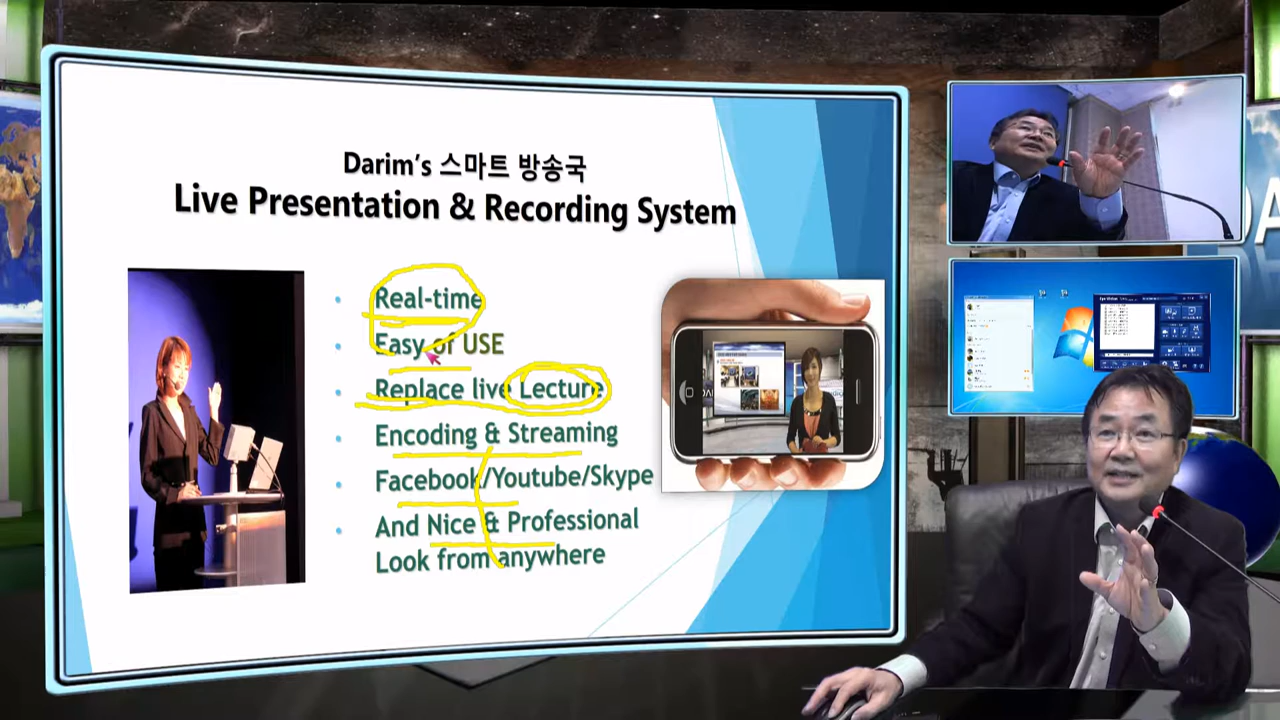 Darim's 스마트 방송국
Live Presentation & Recording System
Real-time
Easy of USE
Replace live Lecture
Encoding & Streaming
Facebook/Youtube/Skype
And Nice & Professional
Look from anywhere
DA